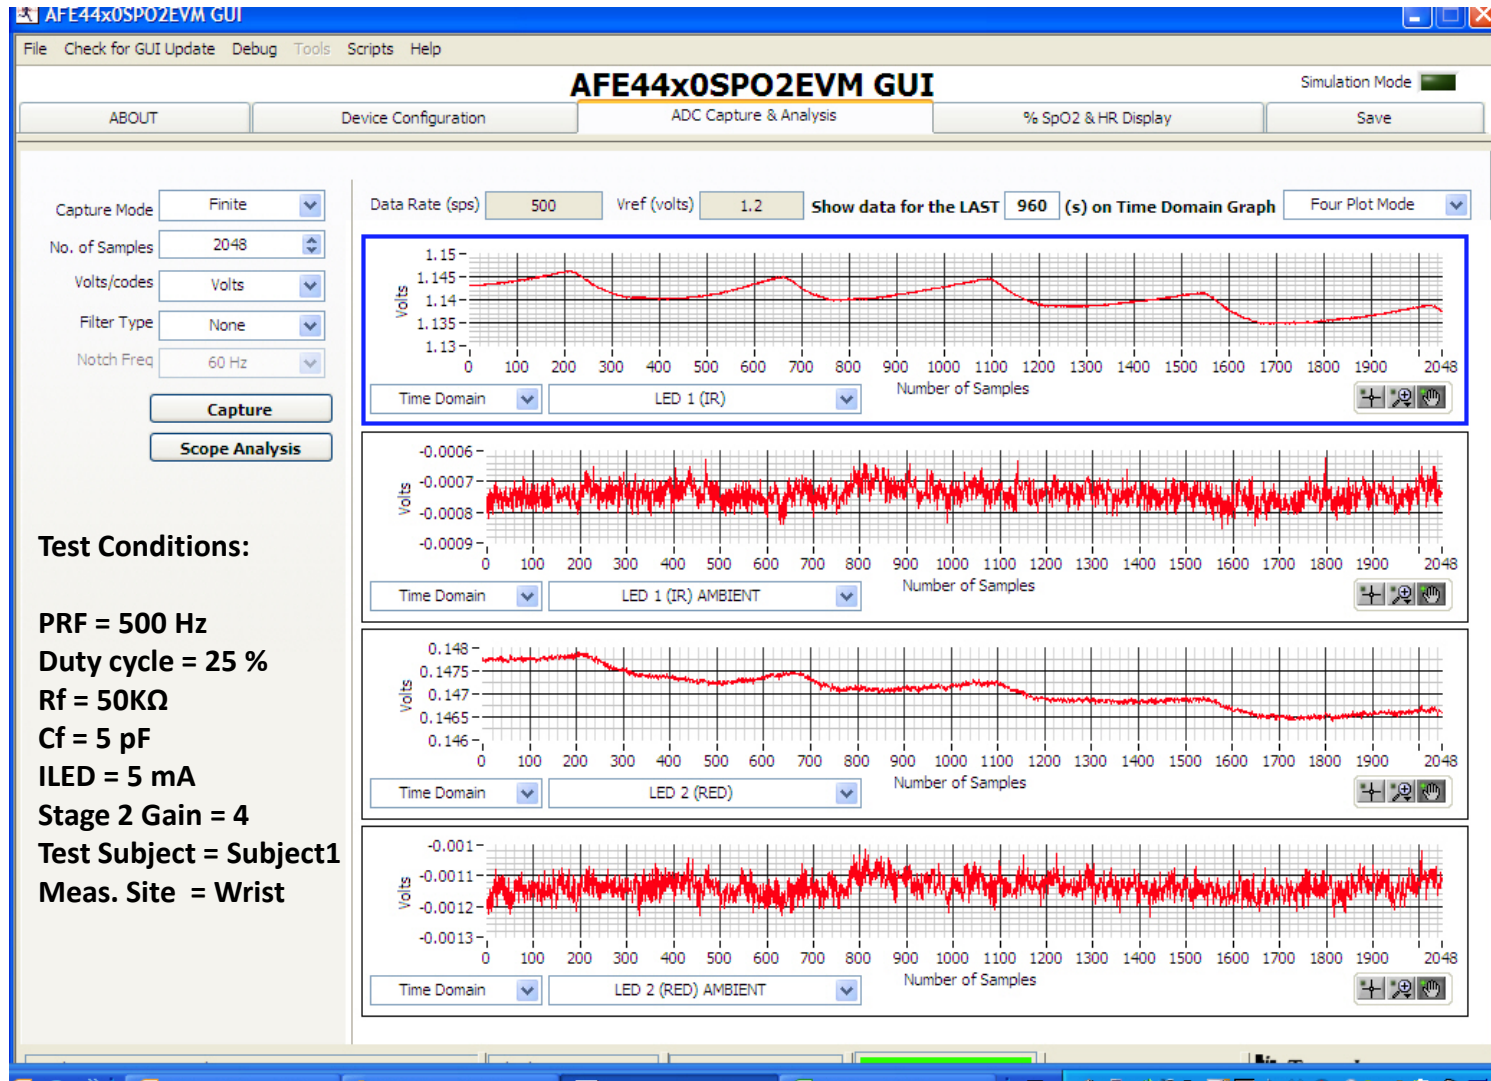 AFE44x0SPO2EVM GUI
File Check for GUI Update Debug Tools Scripts Help
AFE44x0SPO2EVM GUI
Simulation Mode
ABOUT Device Configuration ADC Capture & Analysis % SpO2 & HR Display Save
Capture Mode Finite
No. of Samples 2048
Volts/codes Volts
Filter Type None
Notch Freq 60 Hz
Capture
Scope Analysis
Test Conditions:
PRF = 500 Hz
Duty cycle = 25 %
Rf = 50KΩ
Cf = 5 pF
ILED = 5 mA
Stage 2 Gain = 4
Test Subject = Subject1
Meas. Site = Wrist
Data Rate (sps) 500 Vref (volts) 1.2 Show data for the LAST 960 (s) on Time Domain Graph Four Plot Mode
Volts
1.15
1.145
1.14
1.135
1.13
0 100 200 300 400 500 600 700 800 900 1000 1100 1200 1300 1400 1500 1600 1700 1800 1900 2048
Number of Samples
Time Domain LED 1 (IR)
Volts
-0.0006
-0.0007
-0.0008
-0.0009
0 100 200 300 400 500 600 700 800 900 1000 1100 1200 1300 1400 1500 1600 1700 1800 1900 2048
Number of Samples
Time Domain LED 1 (IR) AMBIENT
Volts
0.148
0.1475
0.147
0.1465
0.146
0 100 200 300 400 500 600 700 800 900 1000 1100 1200 1300 1400 1500 1600 1700 1800 1900 2048
Number of Samples
Time Domain LED 2 (RED)
Volts
-0.001
-0.0011
-0.0012
-0.0013
0 100 200 300 400 500 600 700 800 900 1000 1100 1200 1300 1400 1500 1600 1700 1800 1900 2048
Number of Samples
Time Domain LED 2 (RED) AMBIENT